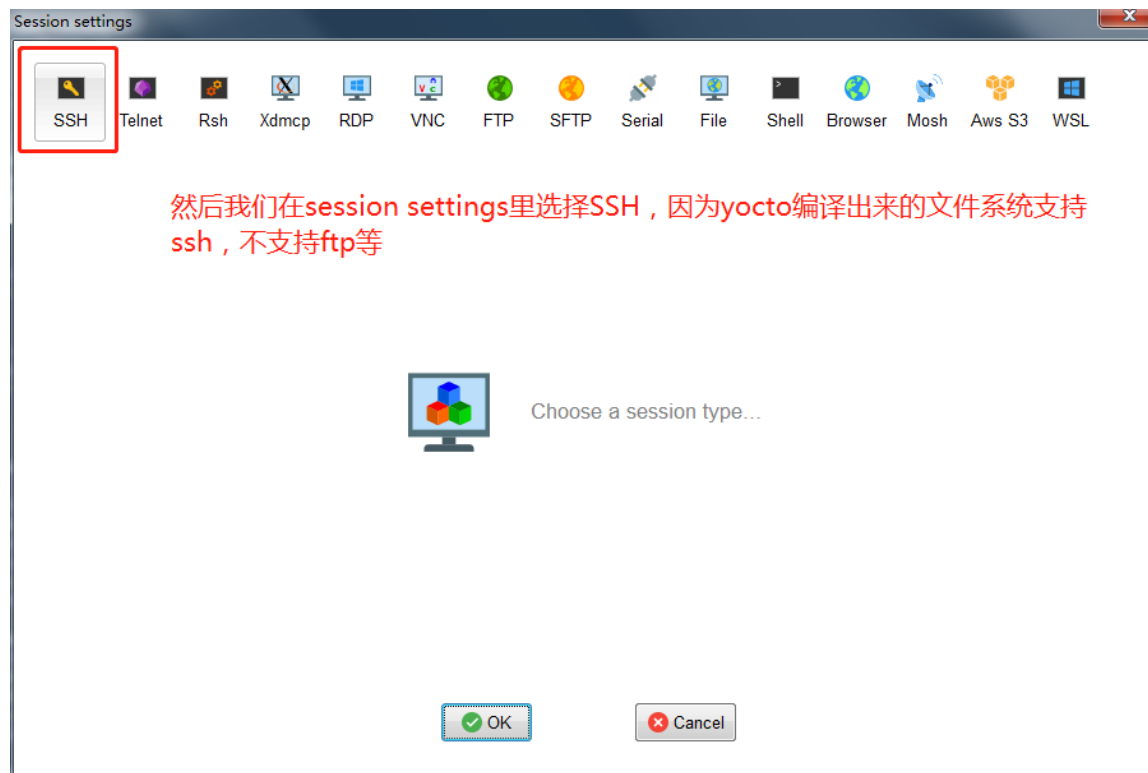 Session settings
SSH Telnet Rsh Xdmcp RDP VNC FTP SFTP Serial File Shell Browser Mosh Aws S3 WSL
然后我们在session settings里选择SSH，因为yocto编译出来的文件系统支持
ssh，不支持ftp等
Choose a session type...
OK Cancel